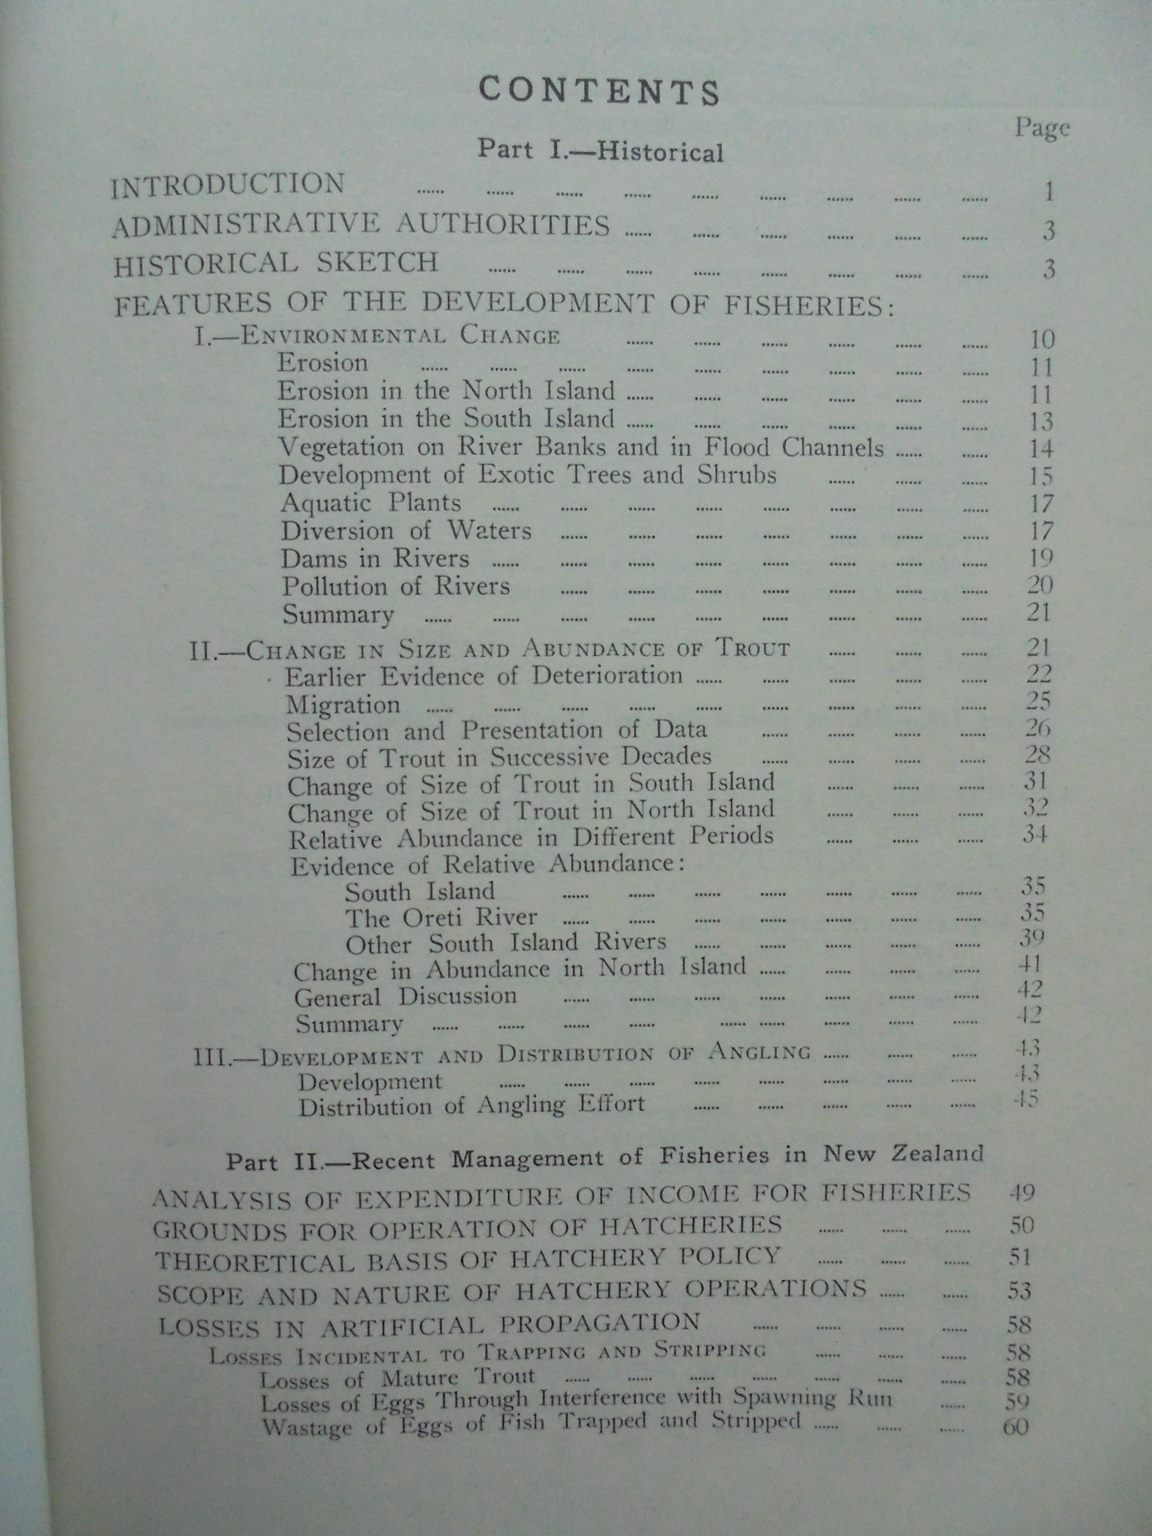 CONTENTS
Page
Part I.—Historical
INTRODUCTION ...... ...... ...... ...... ...... ...... ...... ...... ...... 1
ADMINISTRATIVE AUTHORITIES ...... ...... ...... ...... ...... ...... 3
HISTORICAL SKETCH ...... ...... ...... ...... ...... ...... ...... ...... 3
FEATURES OF THE DEVELOPMENT OF FISHERIES:
I.—ENVIRONMENTAL CHANGE ...... ...... ...... ...... ...... ...... 10
Erosion ...... ...... ...... ...... ...... ...... ...... ...... ...... 11
Erosion in the North Island ...... ...... ...... ...... ...... ...... 11
Erosion in the South Island ...... ...... ...... ...... ...... ...... 13
Vegetation on River Banks and in Flood Channels ...... ...... 14
Development of Exotic Trees and Shrubs ...... ...... ...... 15
Aquatic Plants ...... ...... ...... ...... ...... ...... ...... ...... 17
Diversion of Waters ...... ...... ...... ...... ...... ...... ...... 17
Dams in Rivers ...... ...... ...... ...... ...... ...... ...... ...... 19
Pollution of Rivers ...... ...... ...... ...... ...... ...... ...... 20
Summary ...... ...... ...... ...... ...... ...... ...... ...... ...... 21
II.—CHANGE IN SIZE AND ABUNDANCE OF TROUT ...... ...... ...... 21
Earlier Evidence of Deterioration ...... ...... ...... ...... ...... 22
Migration ...... ...... ...... ...... ...... ...... ...... ...... ...... 25
Selection and Presentation of Data ...... ...... ...... ...... 26
Size of Trout in Successive Decades ...... ...... ...... ...... 28
Change of Size of Trout in South Island ...... ...... ...... 31
Change of Size of Trout in North Island ...... ...... ...... 32
Relative Abundance in Different Periods ...... ...... ...... 34
Evidence of Relative Abundance:
South Island ...... ...... ...... ...... ...... ...... ...... 35
The Oreti River ...... ...... ...... ...... ...... ...... ...... 35
Other South Island Rivers ...... ...... ...... ...... ...... 39
Change in Abundance in North Island ...... ...... ...... ...... 41
General Discussion ...... ...... ...... ...... ...... ...... ...... 42
Summary ...... ...... ...... ...... ...... ...... ...... ...... ...... 42
III.—DEVELOPMENT AND DISTRIBUTION OF ANGLING ...... ...... ...... 43
Development ...... ...... ...... ...... ...... ...... ...... ...... 43
Distribution of Angling Effort ...... ...... ...... ...... ...... 45
Part II.—Recent Management of Fisheries in New Zealand
ANALYSIS OF EXPENDITURE OF INCOME FOR FISHERIES 49
GROUNDS FOR OPERATION OF HATCHERIES ...... ...... ...... 50
THEORETICAL BASIS OF HATCHERY POLICY ...... ...... ...... 51
SCOPE AND NATURE OF HATCHERY OPERATIONS ...... ...... 53
LOSSES IN ARTIFICIAL PROPAGATION ...... ...... ...... ...... 58
LOSSES INCIDENTAL TO TRAPPING AND STRIPPING ...... ...... ...... 58
Losses of Mature Trout ...... ...... ...... ...... ...... ...... ...... 58
Losses of Eggs Through Interference with Spawning Run ...... 59
Wastage of Eggs of Fish Trapped and Stripped ...... ...... ...... 60